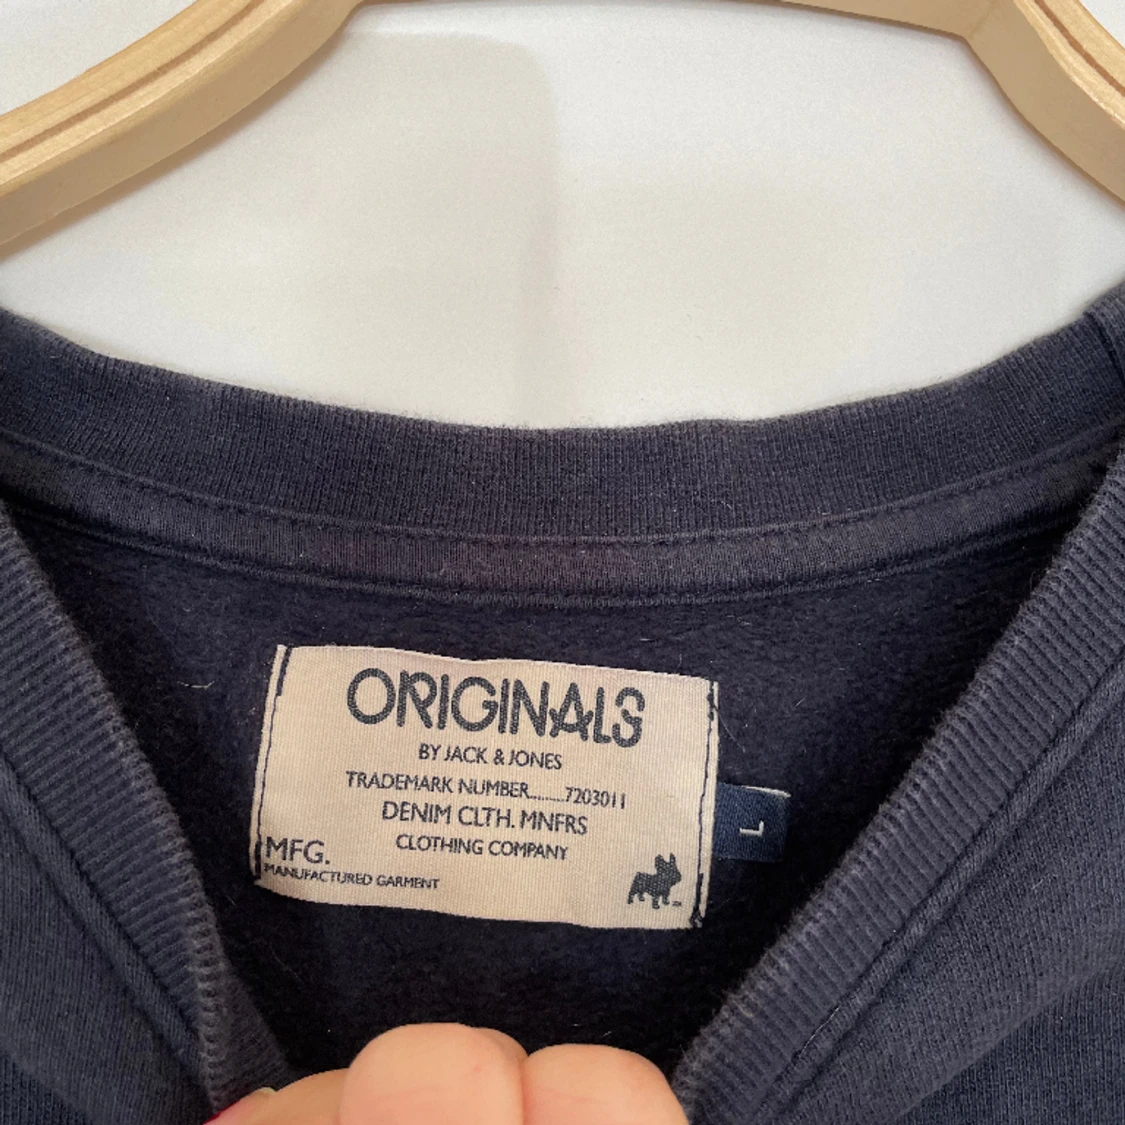 ORIGINALS
BY JACK & JONES
TRADEMARK NUMBER..........7203011
DENIM CLTH. MNFRS
CLOTHING COMPANY
MFG.
MANUFACTURED GARMENT
L